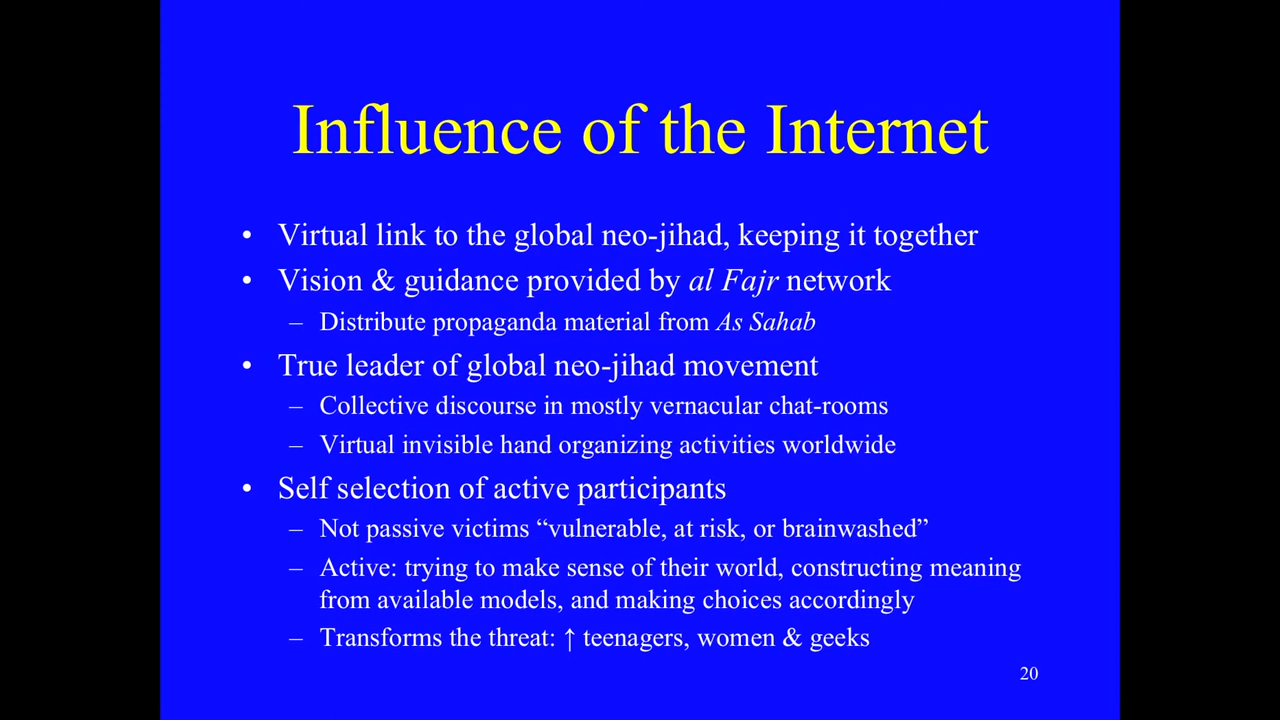 Influence of the Internet
• Virtual link to the global neo-jihad, keeping it together
• Vision & guidance provided by al Fajr network
– Distribute propaganda material from As Sahab
• True leader of global neo-jihad movement
– Collective discourse in mostly vernacular chat-rooms
– Virtual invisible hand organizing activities worldwide
• Self selection of active participants
– Not passive victims “vulnerable, at risk, or brainwashed”
– Active: trying to make sense of their world, constructing meaning
from available models, and making choices accordingly
– Transforms the threat: ↑ teenagers, women & geeks
20